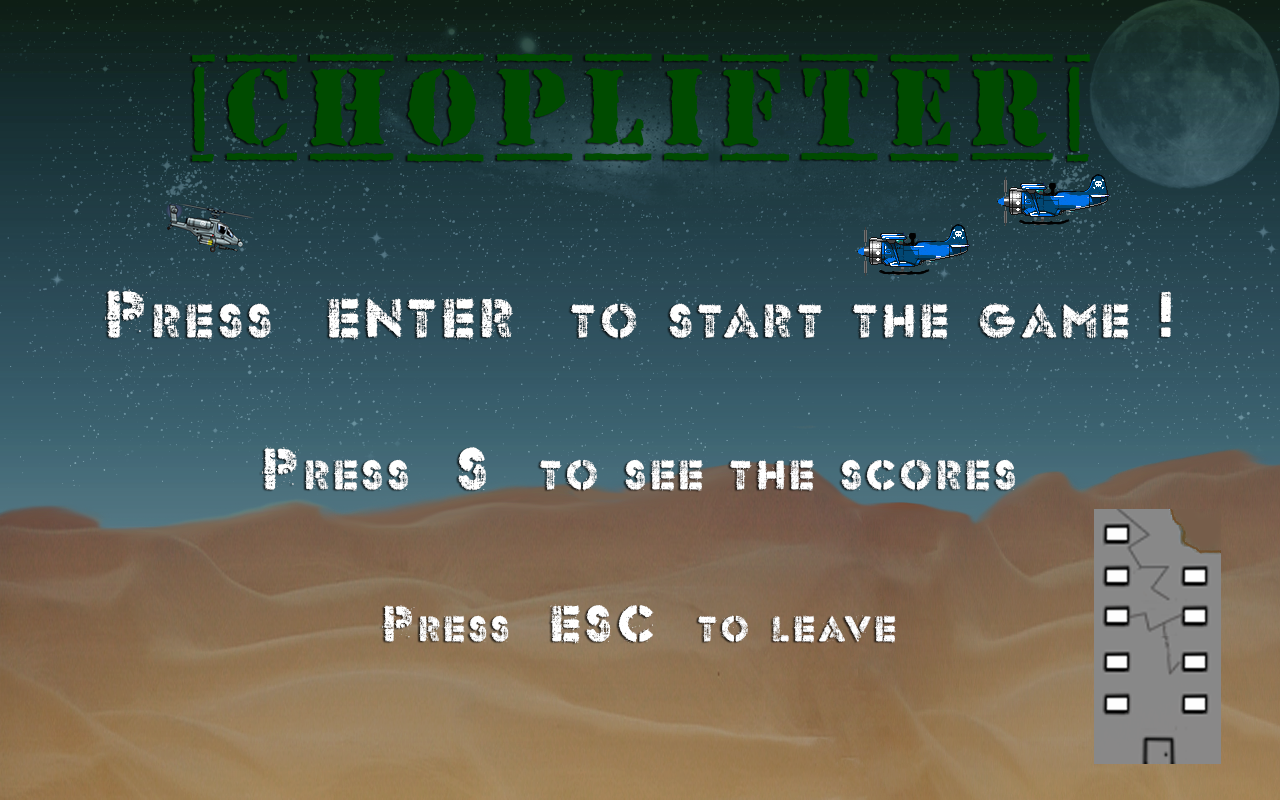 CHOPLIFTER
Press ENTER to start the game !
Press S to see the scores
Press ESC to leave